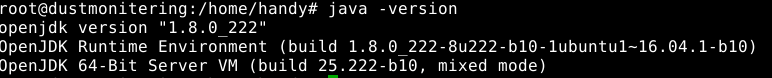 root@dustmonitering:/home/handy# java -version
openjdk version "1.8.0_222"
OpenJDK Runtime Environment (build 1.8.0_222-8u222-b10-1ubuntu1~16.04.1-b10)
OpenJDK 64-Bit Server VM (build 25.222-b10, mixed mode)